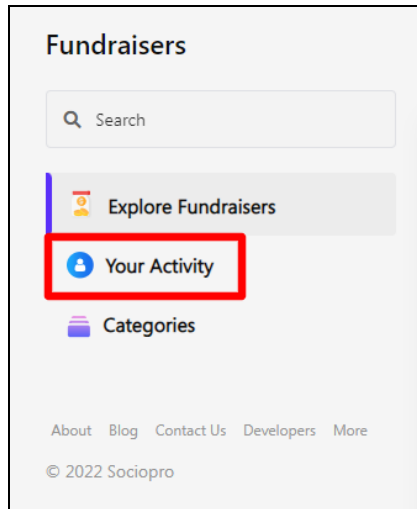 Fundraisers
Search
Explore Fundraisers
Your Activity
Categories
About Blog Contact Us Developers More
© 2022 Sociopro